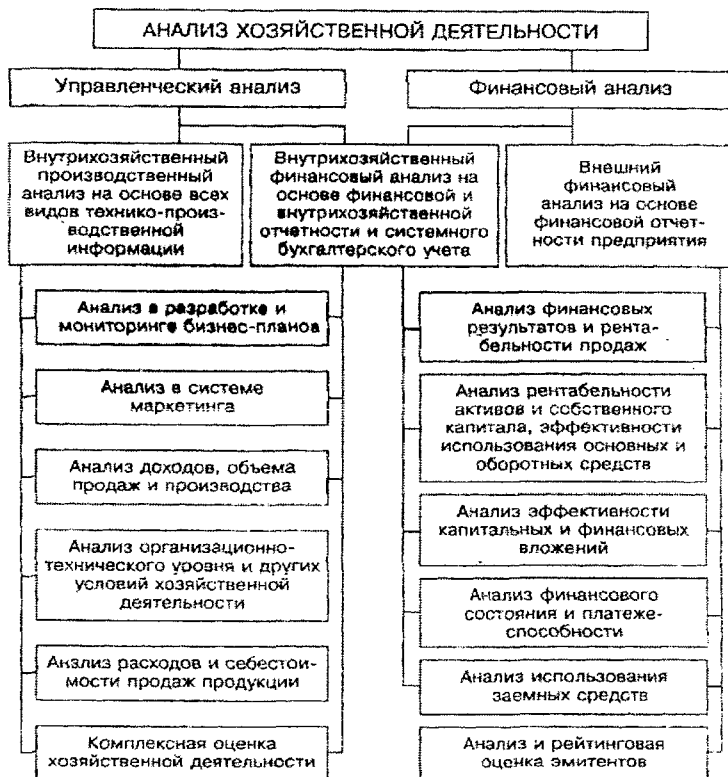 АНАЛИЗ ХОЗЯЙСТВЕННОЙ ДЕЯТЕЛЬНОСТИ
Управленческий анализ
Финансовый анализ
Внутрихозяйственный
производственный
анализ на основе всех
видов технико-произ-
водственной
информации
Внутрихозяйственный
финансовый анализ на
основе финансовой и
внутрихозяйственной
отчетности и системного
бухгалтерского учета
Внешний
финансовый
анализ на основе
финансовой отчет-
ности предприятия
Анализ в разработке и
мониторинге бизнес-планов
Анализ в системе
маркетинга
Анализ доходов, объема
продаж и производства
Анализ организационно-
технического уровня и других
условий хозяйственной
деятельности
Анализ расходов и себестои-
мости продаж продукции
Комплексная оценка
хозяйственной деятельности
Анализ финансовых
результатов и рента-
бельности продаж
Анализ рентабельности
активов и собственного
капитала, эффективности
использования основных и
оборотных средств
Анализ эффективности
капитальных и финансовых
вложений
Анализ финансового
состояния и платеже-
способности
Анализ использования
заемных средств
Анализ и рейтинговая
оценка эмитентов